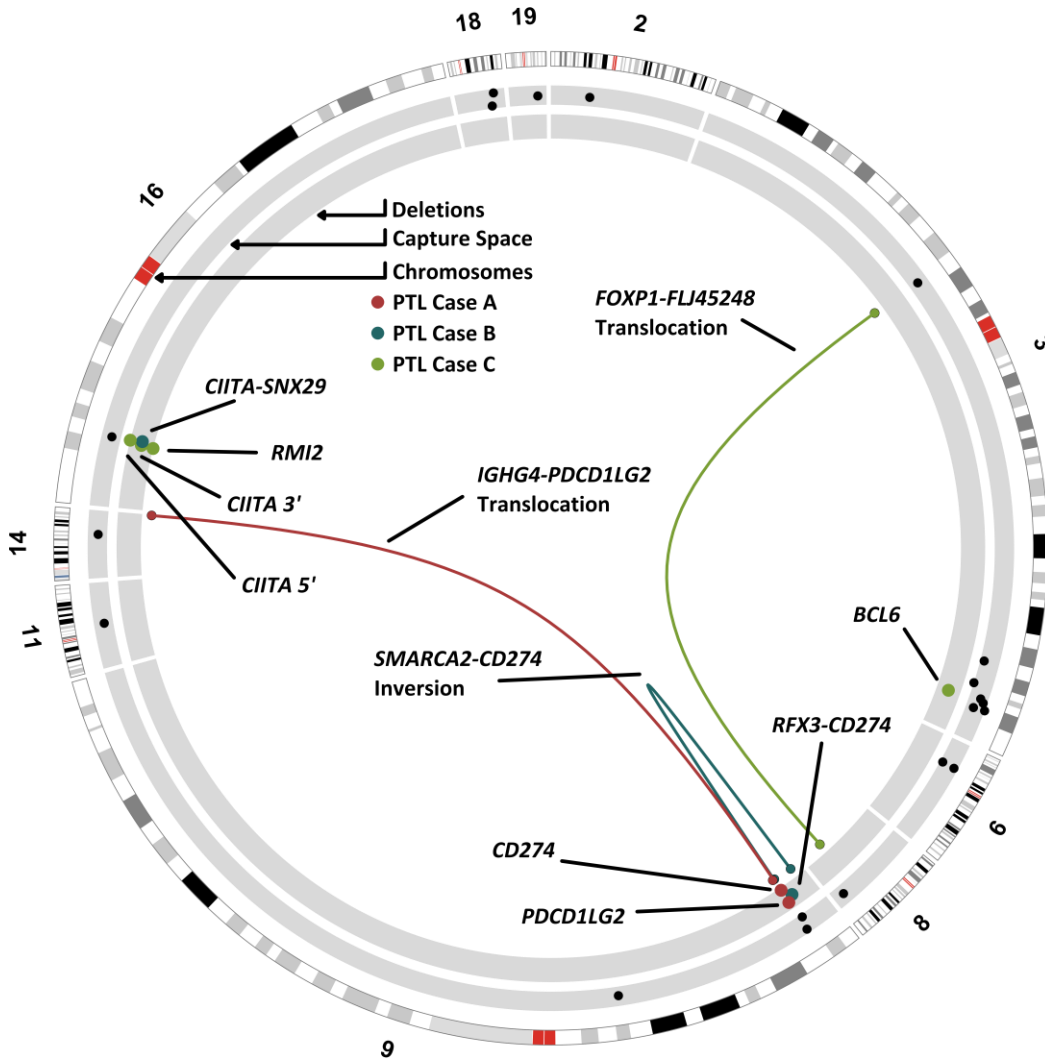 18
19
2
16
Deletions
Capture Space
Chromosomes
PTL Case A
PTL Case B
PTL Case C
FOXP1-FLJ45248
Translocation
3
CIITA-SNX29
RMI2
IGHG4-PDCD1LG2
Translocation
CIITA 3'
14
CIITA 5'
11
BCL6
SMARCA2-CD274
Inversion
RFX3-CD274
6
CD274
PDCD1LG2
8
9